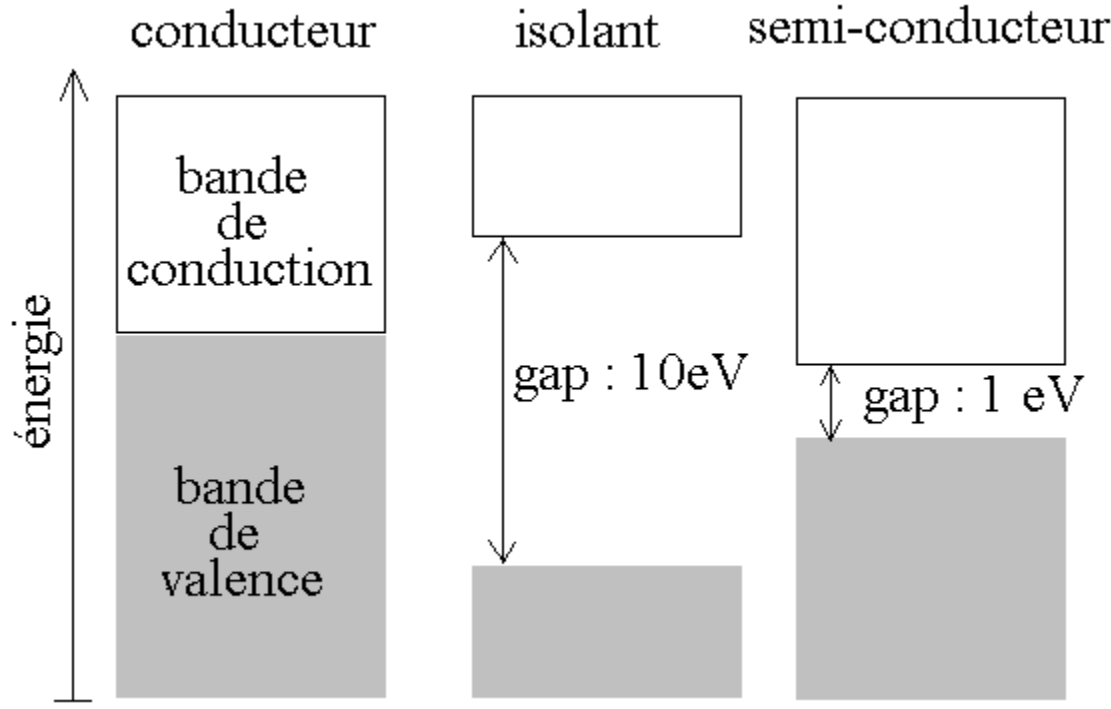 conducteur
isolant
semi-conducteur
énergie
bande
de
conduction
bande
de
valence
gap : 10eV
gap : 1 eV